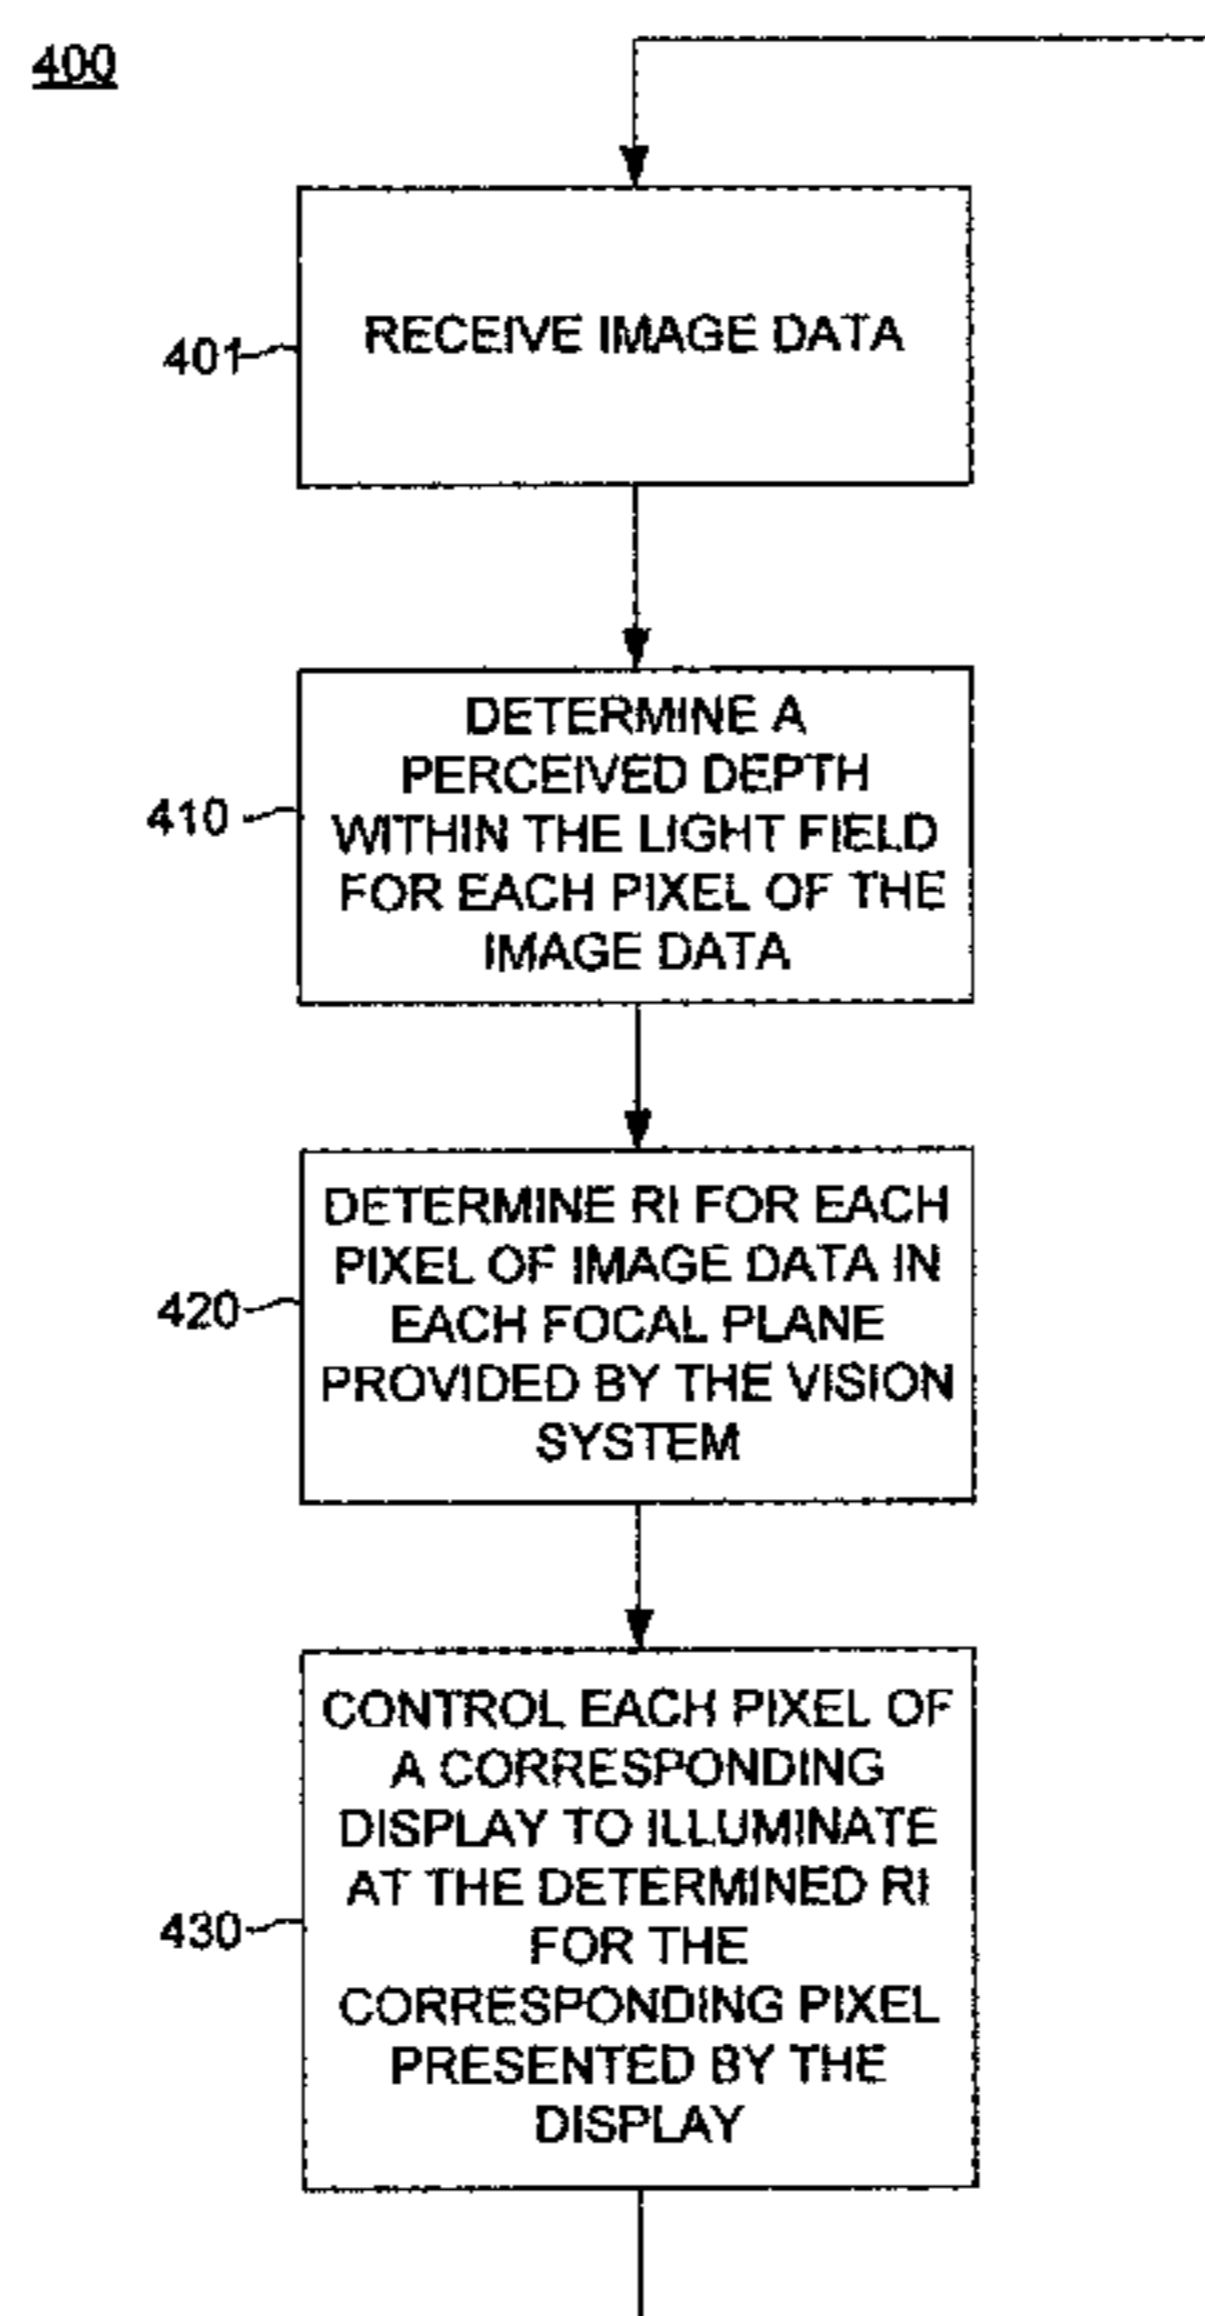 400
RECEIVE IMAGE DATA
401
DETERMINE A
PERCEIVED DEPTH
WITHIN THE LIGHT FIELD
FOR EACH PIXEL OF THE
IMAGE DATA
410
DETERMINE RI FOR EACH
PIXEL OF IMAGE DATA IN
EACH FOCAL PLANE
PROVIDED BY THE VISION
SYSTEM
420
CONTROL EACH PIXEL OF
A CORRESPONDING
DISPLAY TO ILLUMINATE
AT THE DETERMINED RI
FOR THE
CORRESPONDING PIXEL
PRESENTED BY THE
DISPLAY
430